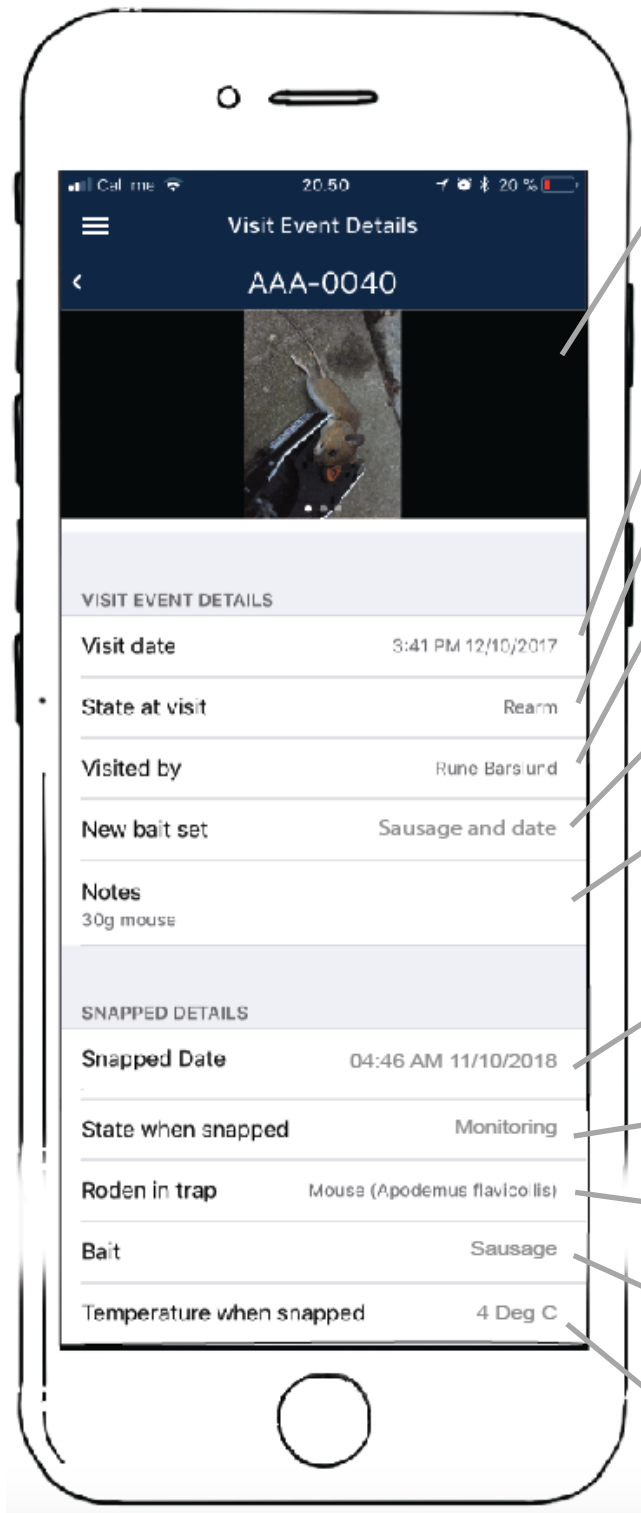 Call me 20.50 20 %
Visit Event Details
AAA-0040
VISIT EVENT DETAILS
Visit date 3:41 PM 12/10/2017
State at visit Rearm
Visited by Rune Barslund
New bait set Sausage and date
Notes
30g mouse
SNAPPED DETAILS
Snapped Date 04:46 AM 11/10/2018
State when snapped Monitoring
Roden in trap Mouse (Apodemus flavicollis)
Bait Sausage
Temperature when snapped 4 Deg C